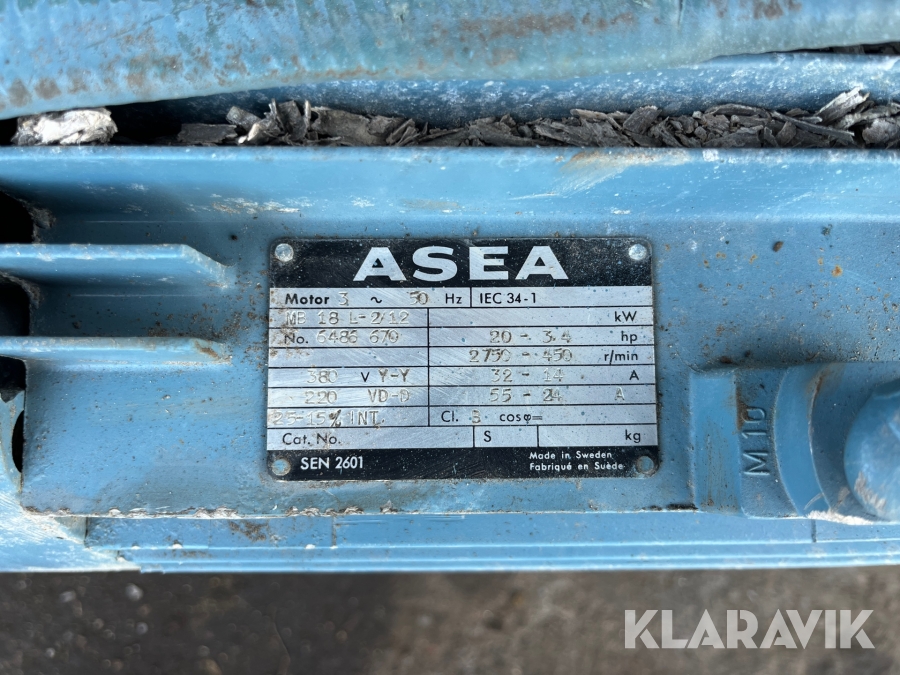 ASEA
Motor 3 ~ 50 Hz IEC 34-1
MB 18 L-2/12 kW
No. 6486 670 20 - 3.4 hp
2750 - 450 r/min
380 V Y-Y 32 - 14 A
220 VD-D 55 - 24 A
25-15% INT. Cl. B cosφ=
Cat. No. S kg
SEN 2601 Made in Sweden
Fabriqué en Suède
M10
KLARAVIK